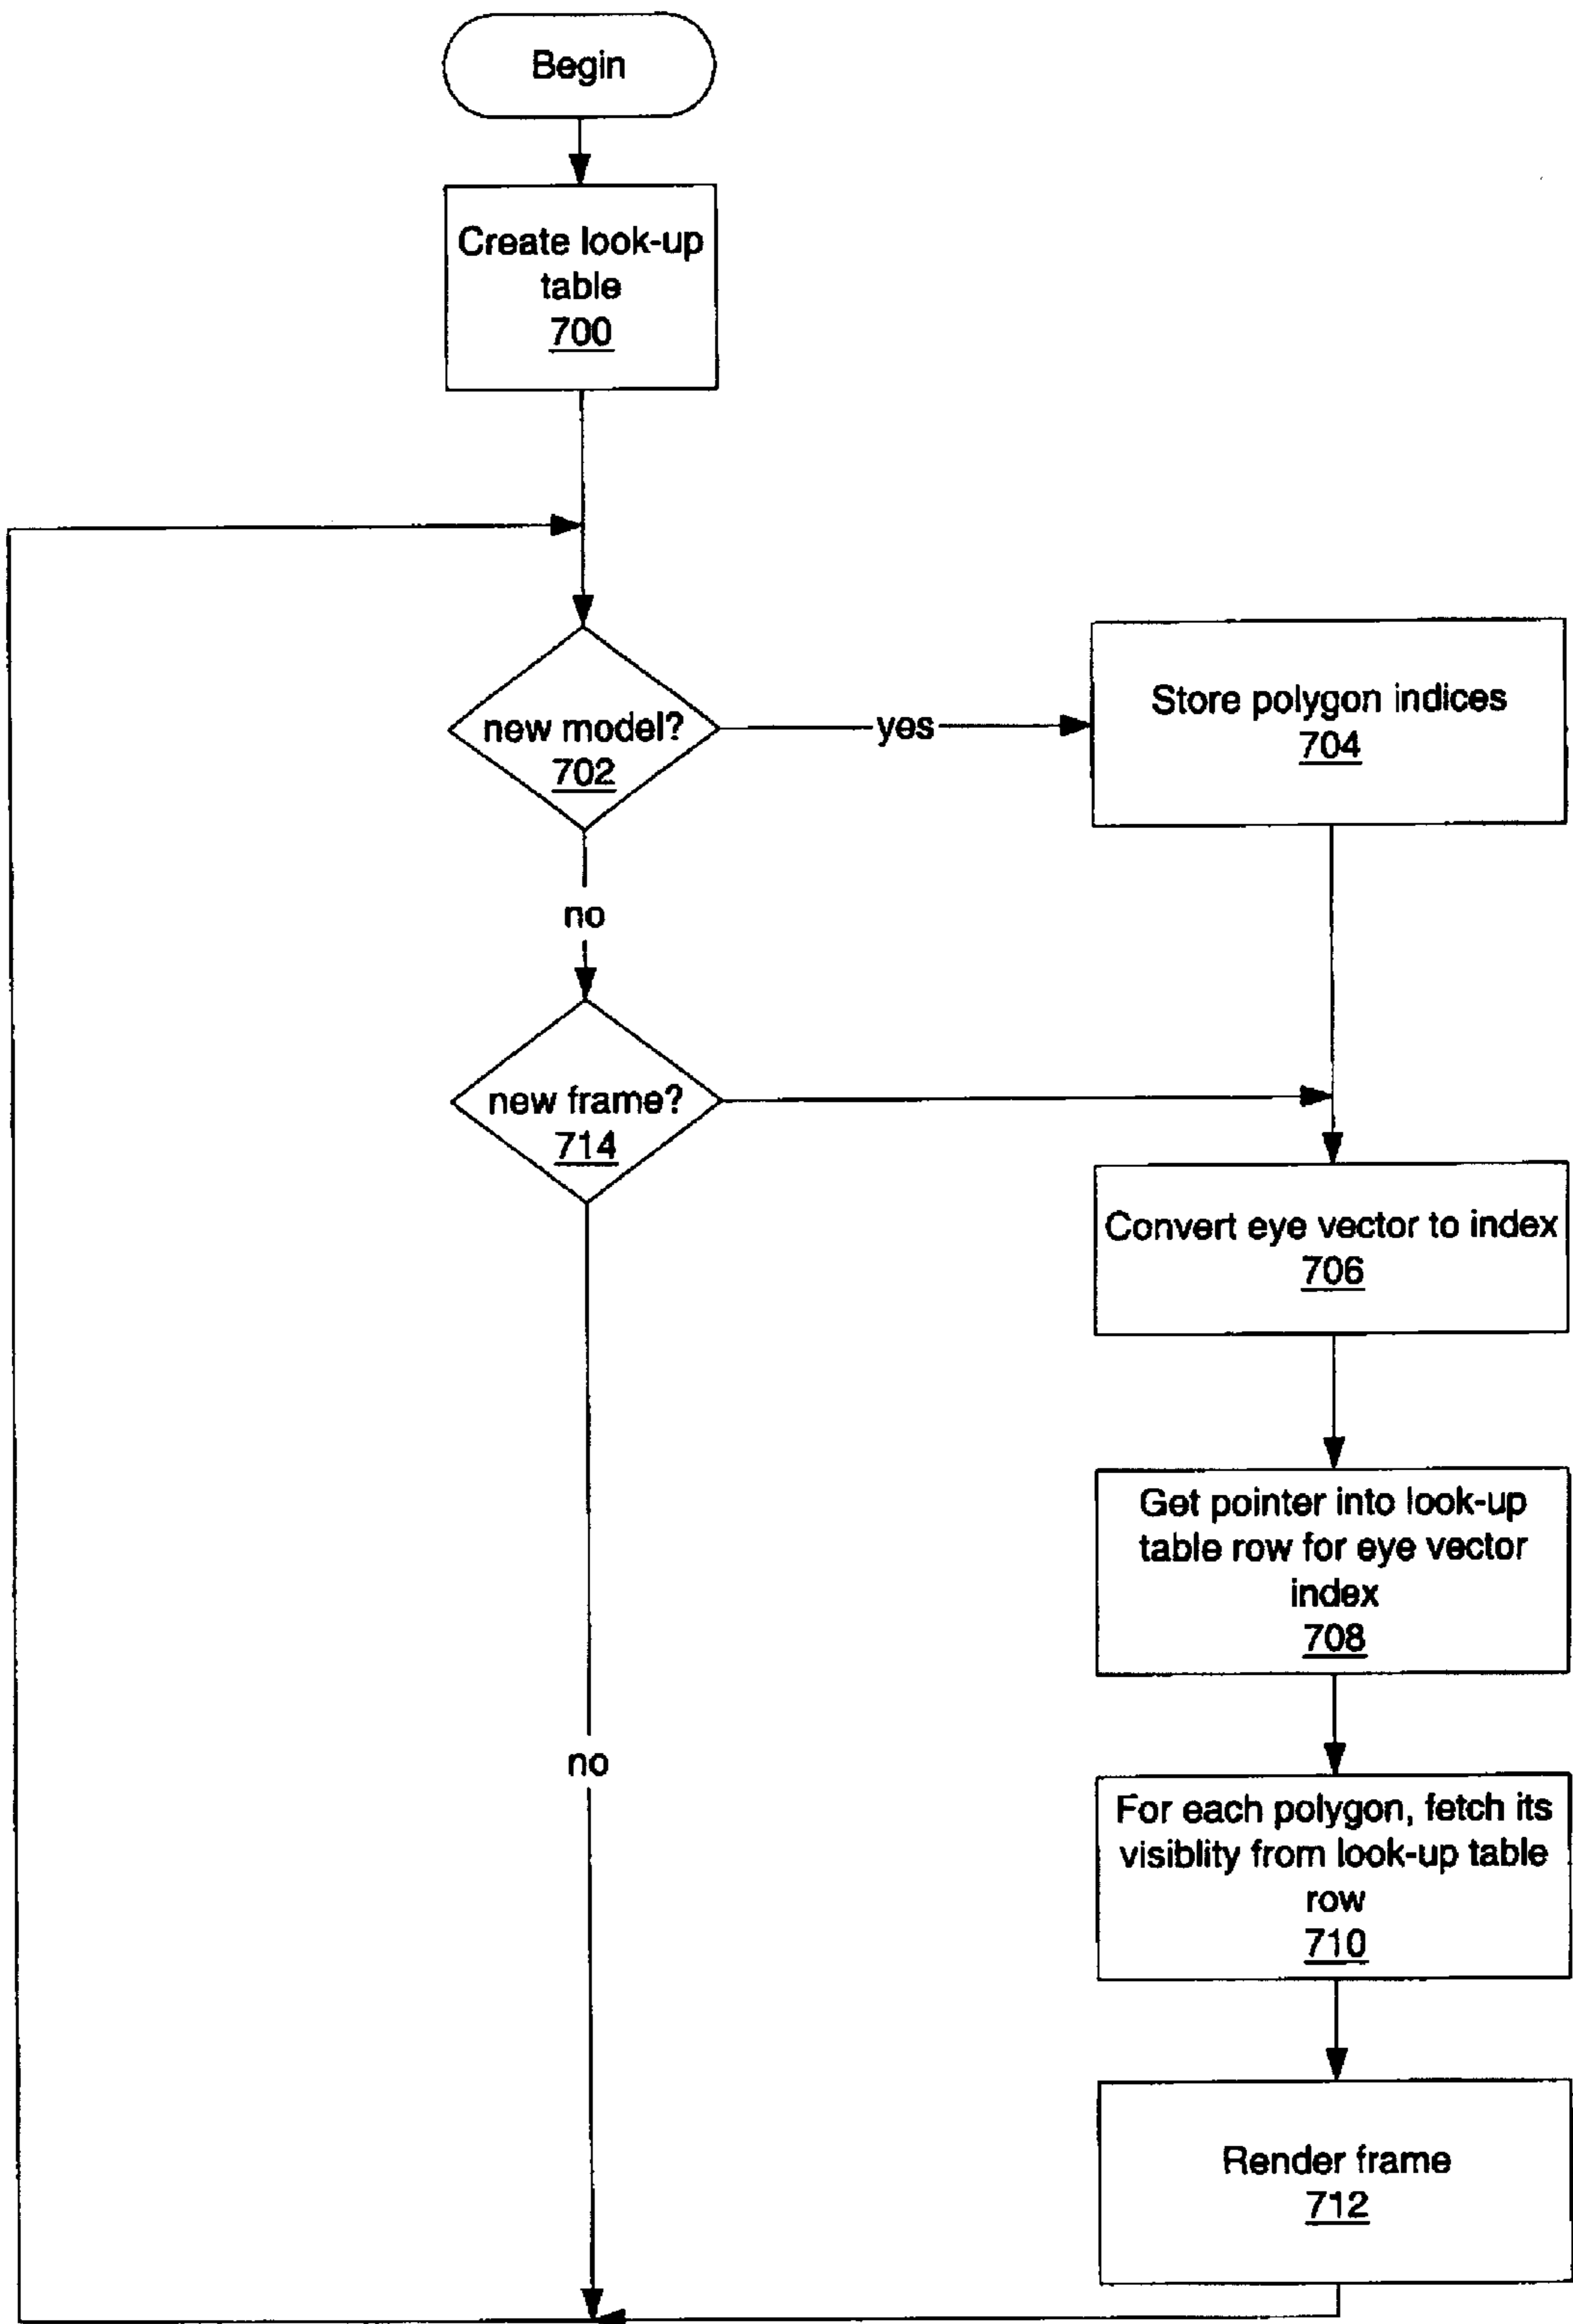 Begin
Create look-up
table
700
new model?
702
yes
Store polygon indices
704
no
new frame?
714
Convert eye vector to index
706
Get pointer into look-up
table row for eye vector
index
708
no
For each polygon, fetch its
visiblity from look-up table
row
710
Render frame
712